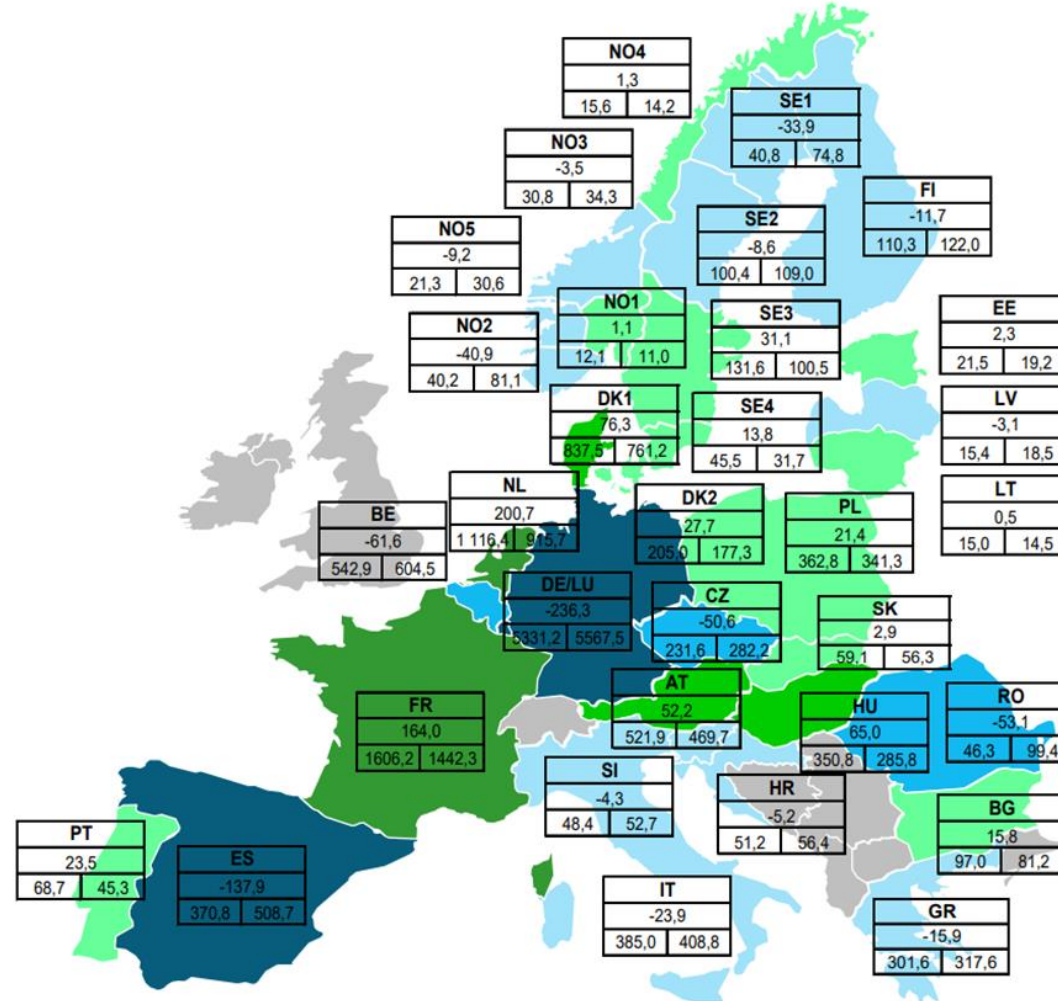 NO4
1,3
15,6 14,2
SE1
-33,9
40,8 74,8
NO3
-3,5
30,8 34,3
FI
-11,7
110,3 122,0
SE2
-8,6
100,4 109,0
NO5
-9,2
21,3 30,6
NO1
1,1
12,1 11,0
SE3
31,1
131,6 100,5
EE
2,3
21,5 19,2
NO2
-40,9
40,2 81,1
DK1
76,3
837,5 761,2
SE4
13,8
45,5 31,7
LV
-3,1
15,4 18,5
NL
200,7
1 116,4 915,7
LT
0,5
15,0 14,5
DK2
27,7
205,0 177,3
PL
21,4
362,8 341,3
BE
-61,6
542,9 604,5
DE/LU
-236,3
5331,2 5567,5
CZ
-50,6
231,6 282,2
SK
2,9
59,1 56,3
AT
52,2
521,9 469,7
FR
164,0
1606,2 1442,3
HU
65,0
350,8 285,8
RO
-53,1
46,3 99,4
SI
-4,3
48,4 52,7
HR
-5,2
51,2 56,4
BG
15,8
97,0 81,2
PT
23,5
68,7 45,3
ES
-137,9
370,8 508,7
IT
-23,9
385,0 408,8
GR
-15,9
301,6 317,6